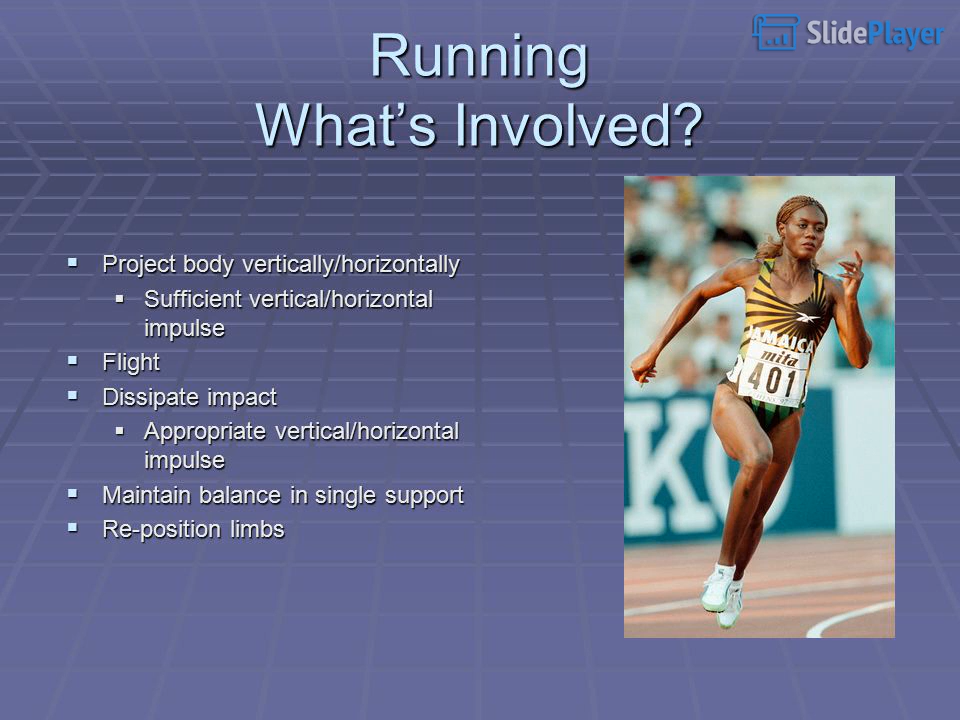 SlidePlayer
Running
What's Involved?
▪ Project body vertically/horizontally
▪ Sufficient vertical/horizontal
impulse
▪ Flight
▪ Dissipate impact
▪ Appropriate vertical/horizontal
impulse
▪ Maintain balance in single support
▪ Re-position limbs
JAMAICA
mita
401